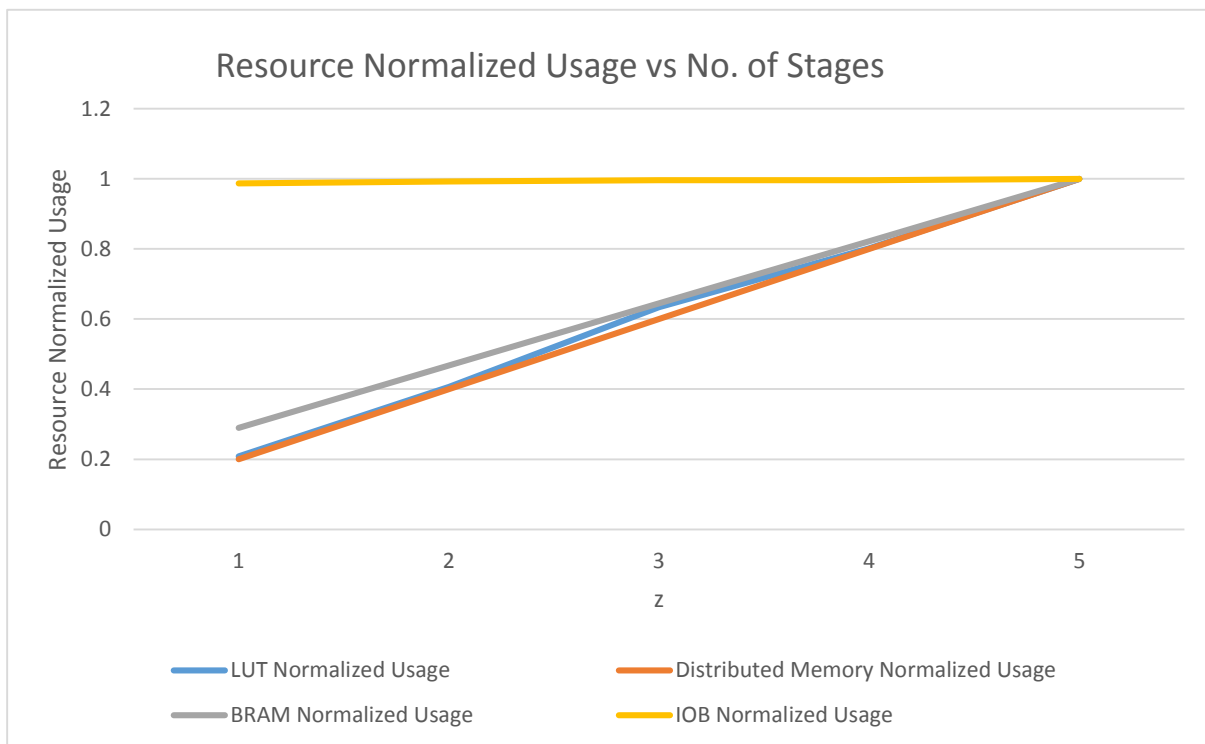 Resource Normalized Usage vs No. of Stages
1.2
1
0.8
0.6
0.4
0.2
0
Resource Normalized Usage
1 2 3 4 5
z
LUT Normalized Usage
Distributed Memory Normalized Usage
BRAM Normalized Usage
IOB Normalized Usage